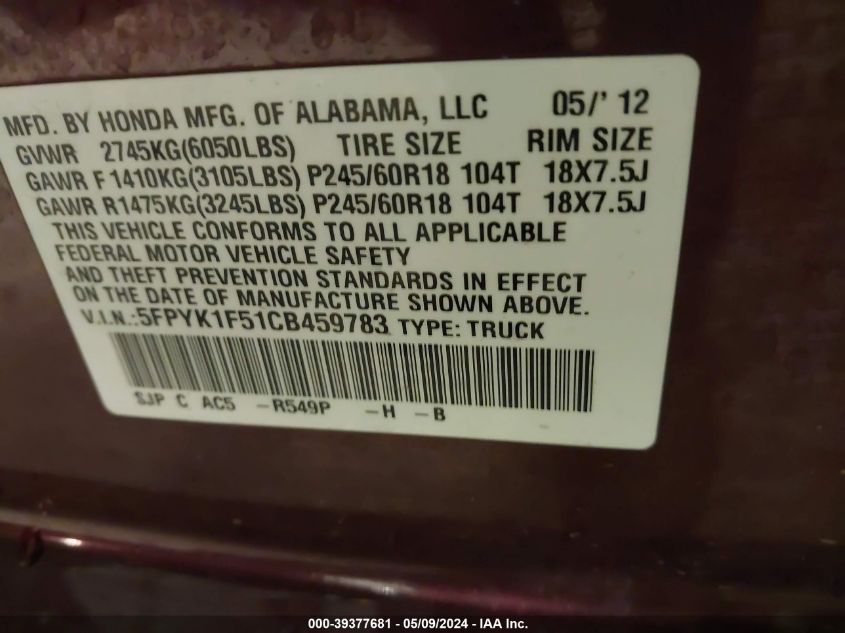 MFD. BY HONDA MFG. OF ALABAMA, LLC 05/' 12
GVWR 2745KG(6050LBS) TIRE SIZE RIM SIZE
GAWR F 1410KG(3105LBS) P245/60R18 104T 18X7.5J
GAWR R1475KG(3245LBS) P245/60R18 104T 18X7.5J
THIS VEHICLE CONFORMS TO ALL APPLICABLE
FEDERAL MOTOR VEHICLE SAFETY
AND THEFT PREVENTION STANDARDS IN EFFECT
ON THE DATE OF MANUFACTURE SHOWN ABOVE.
V.I.N.:5FPYK1F51CB459783 TYPE: TRUCK
SJP C AC5 -R549P -H -B
000-39377681 - 05/09/2024 - IAA Inc.